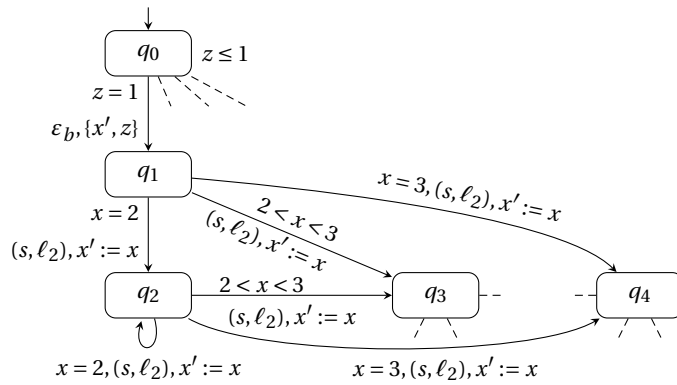 q₀ z ≤ 1
z = 1
ε_b, {x′, z}
q₁
x = 3, (s, ℓ₂), x′ := x
x = 2
2 < x < 3
(s, ℓ₂), x′ := x
(s, ℓ₂), x′ := x
q₂
2 < x < 3
q₃
q₄
(s, ℓ₂), x′ := x
x = 2, (s, ℓ₂), x′ := x
x = 3, (s, ℓ₂), x′ := x